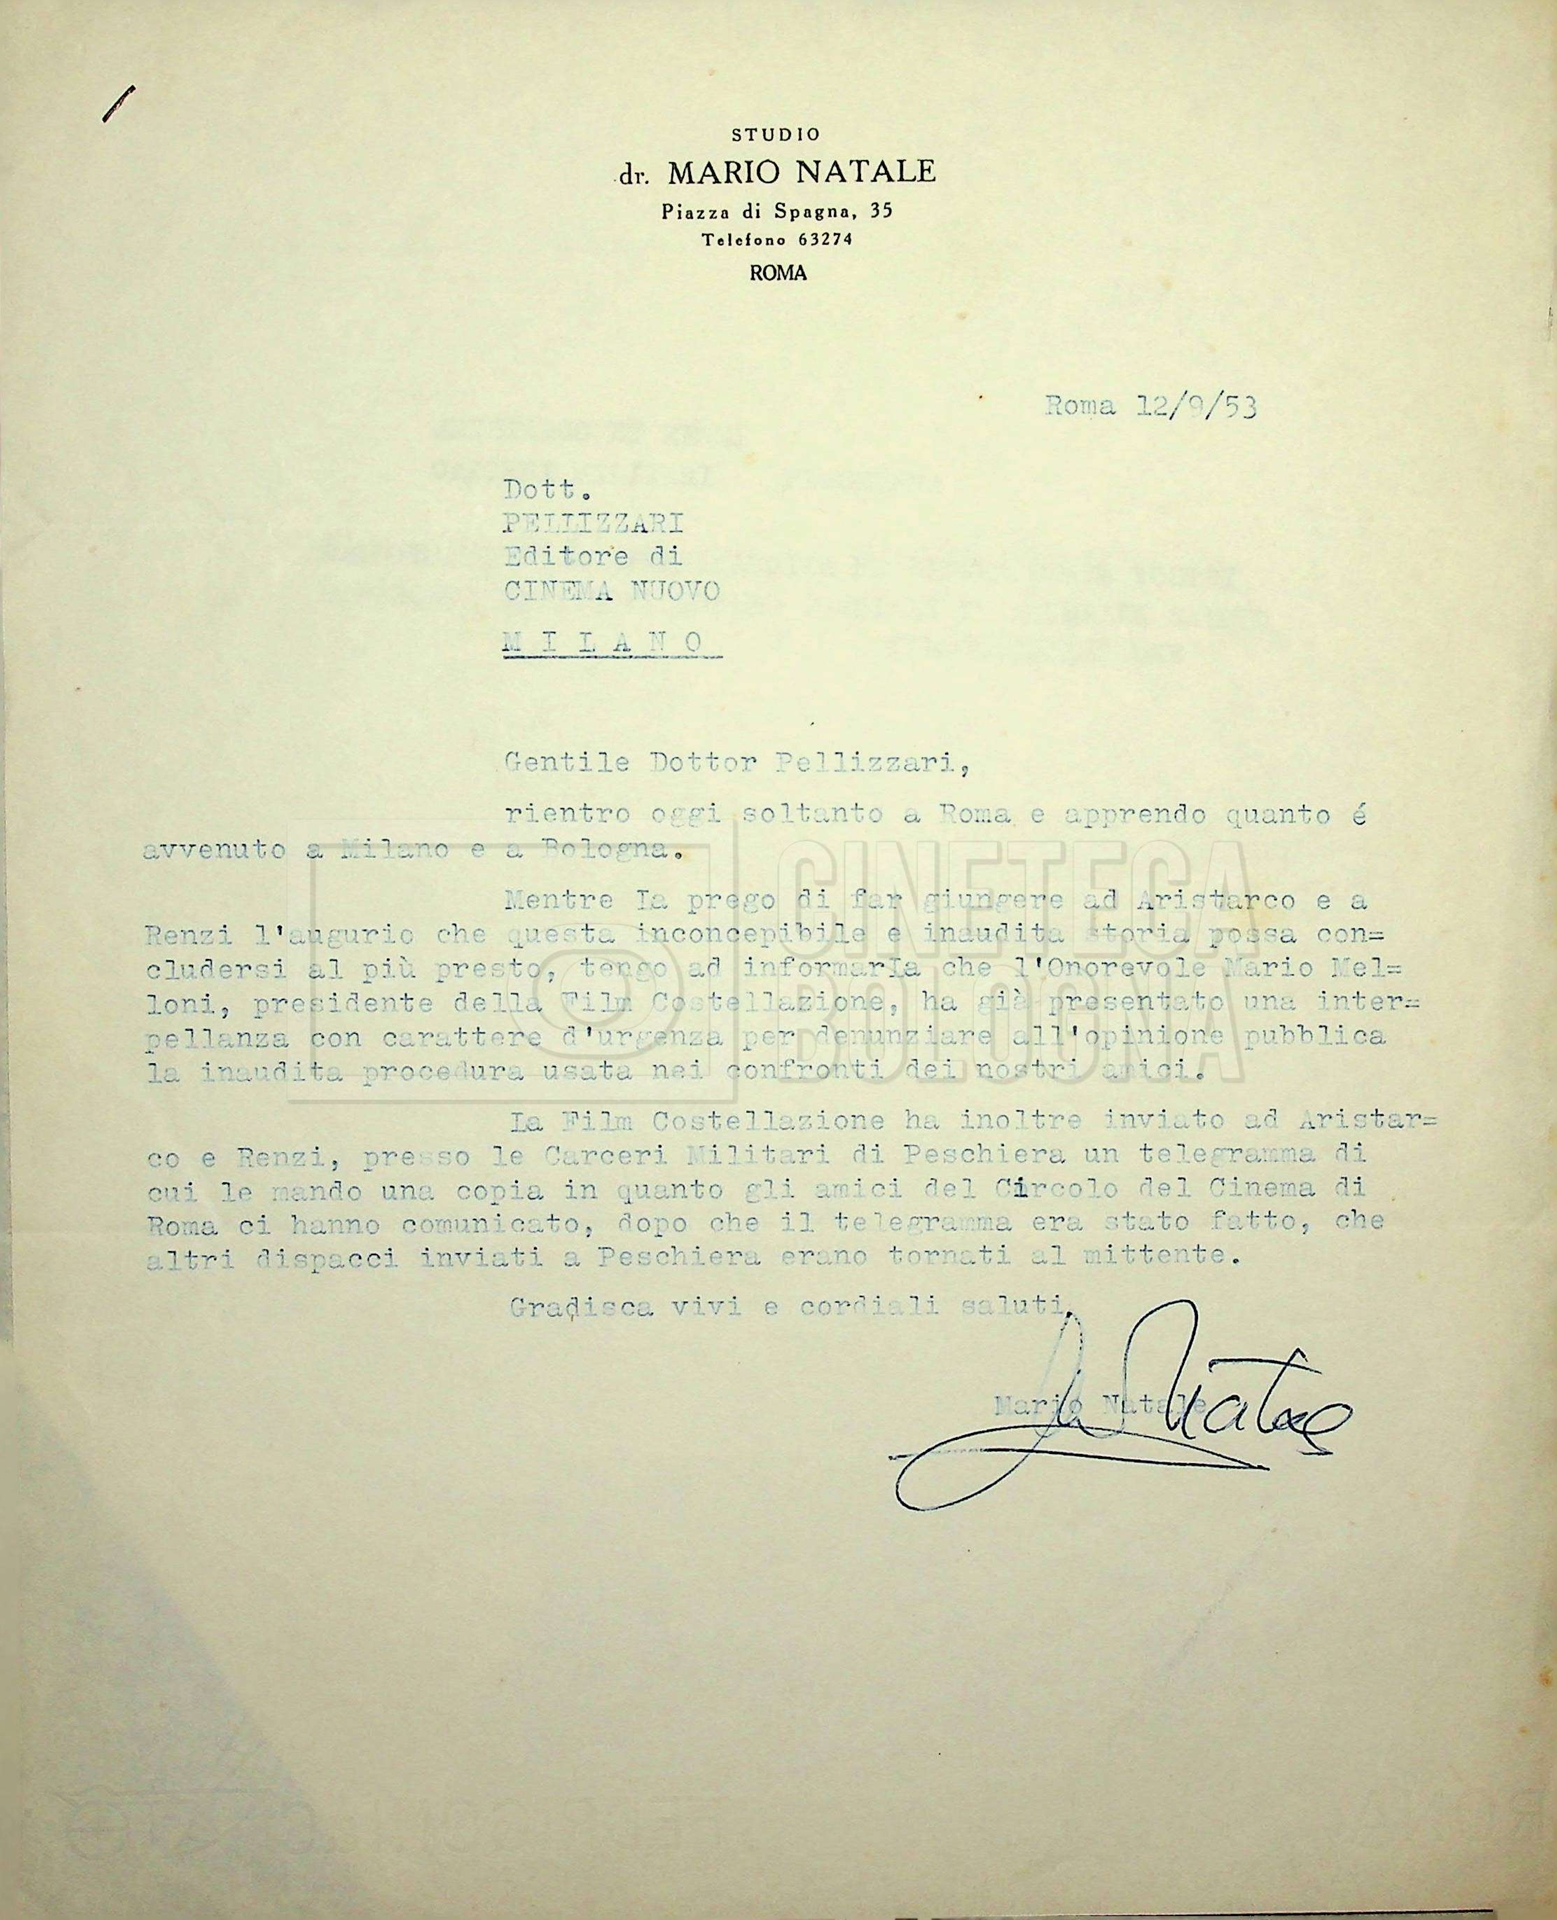 STUDIO
dr. MARIO NATALE
Piazza di Spagna, 35
Telefono 63274
ROMA
Roma 12/9/53
Dott.
PELLIZZARI
Editore di
CINEMA NUOVO
M I L A N O
Gentile Dottor Pellizzari,
rientro oggi soltanto a Roma e apprendo quanto é
avvenuto a Milano e a Bologna.
Mentre La prego di far giungere ad Aristarco e a
Renzi l'augurio che questa inconcepibile e inaudita storia possa con=
cludersi al più presto, tengo ad informarLa che l'Onorevole Mario Mel=
loni, presidente della Film Costellazione, ha già presentato una inter=
pellanza con carattere d'urgenza per denunziare all'opinione pubblica
la inaudita procedura usata nei confronti dei nostri amici.
La Film Costellazione ha inoltre inviato ad Aristar=
co e Renzi, presso le Carceri Militari di Peschiera un telegramma di
cui le mando una copia in quanto gli amici del Circolo del Cinema di
Roma ci hanno comunicato, dopo che il telegramma era stato fatto, che
altri dispacci inviati a Peschiera erano tornati al mittente.
Gradisca vivi e cordiali saluti.
Mario Natale
M Natale
CINETECA
BOLOGNA